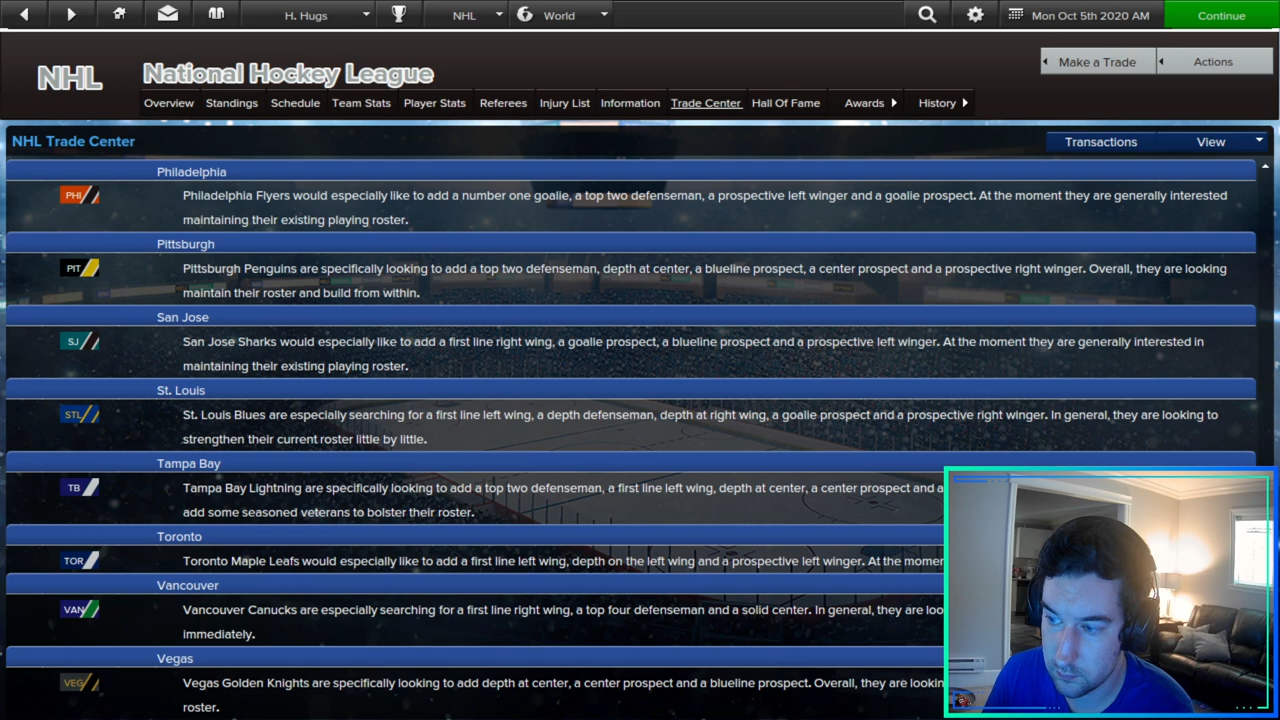 H. Hugs NHL World Mon Oct 5th 2020 AM Continue
NHL National Hockey League Make a Trade Actions
Overview Standings Schedule Team Stats Player Stats Referees Injury List Information Trade Center Hall Of Fame Awards History
NHL Trade Center Transactions View
Philadelphia
PHI Philadelphia Flyers would especially like to add a number one goalie, a top two defenseman, a prospective left winger and a goalie prospect. At the moment they are generally interested
maintaining their existing playing roster.
Pittsburgh
PIT Pittsburgh Penguins are specifically looking to add a top two defenseman, depth at center, a blueline prospect, a center prospect and a prospective right winger. Overall, they are looking
maintain their roster and build from within.
San Jose
SJ San Jose Sharks would especially like to add a first line right wing, a goalie prospect, a blueline prospect and a prospective left winger. At the moment they are generally interested in
maintaining their existing playing roster.
St. Louis
STL St. Louis Blues are especially searching for a first line left wing, a depth defenseman, depth at right wing, a goalie prospect and a prospective right winger. In general, they are looking to
strengthen their current roster little by little.
Tampa Bay
TB Tampa Bay Lightning are specifically looking to add a top two defenseman, a first line left wing, depth at center, a center prospect and a
add some seasoned veterans to bolster their roster.
Toronto
TOR Toronto Maple Leafs would especially like to add a first line left wing, depth on the left wing and a prospective left winger. At the
Vancouver
VAN Vancouver Canucks are especially searching for a first line right wing, a top four defenseman and a solid center. In general, they are
immediately.
Vegas
VEG Vegas Golden Knights are specifically looking to add depth at center, a center prospect and a blueline prospect. Overall, they are
roster.